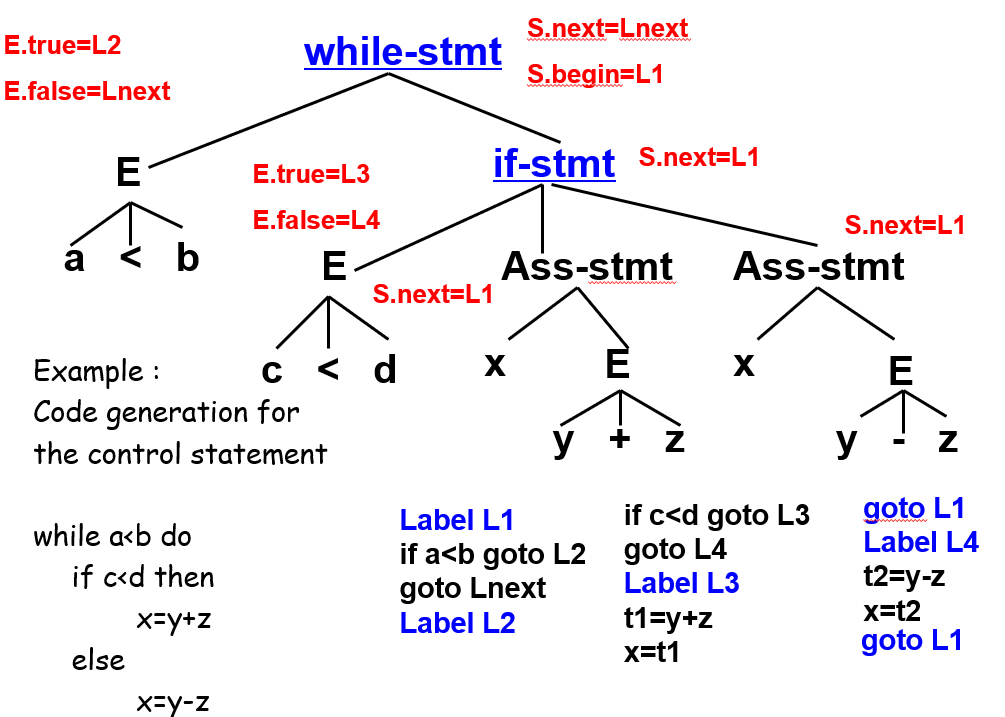 E.true=L2
E.false=Lnext
while-stmt
S.next=Lnext
S.begin=L1
E
a < b
if-stmt
S.next=L1
E.true=L3
E.false=L4
E
c < d
S.next=L1
Ass-stmt
x
E
y + z
S.next=L1
Ass-stmt
x
E
y - z
Example :
Code generation for
the control statement
while a<b do
if c<d then
x=y+z
else
x=y-z
Label L1
if a<b goto L2
goto Lnext
Label L2
if c<d goto L3
goto L4
Label L3
t1=y+z
x=t1
goto L1
Label L4
t2=y-z
x=t2
goto L1